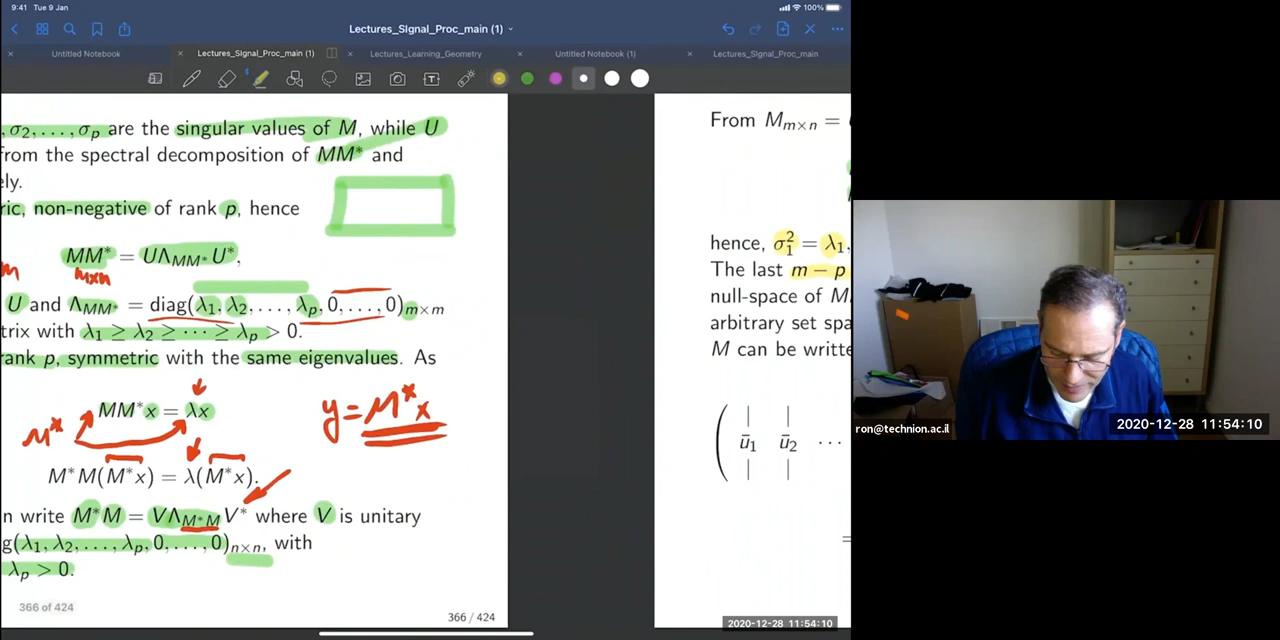 9:41 Tue 9 Jan
100%
Lectures_SIgnal_Proc_main (1)
Untitled Notebook
Lectures_SIgnal_Proc_main (1)
Lectures_Learning_Geometry
Untitled Notebook (1)
Lectures_SIgnal_Proc_main
, σ2, . . . , σp are the singular values of M, while U
from the spectral decomposition of MM* and
ely.
ric, non-negative of rank p, hence
MM* = UΛMM* U*,
m
m×m
U and ΛMM* = diag(λ1, λ2, . . . , λp, 0, . . . , 0)m×m
trix with λ1 ≥ λ2 ≥ ··· ≥ λp > 0.
rank p, symmetric with the same eigenvalues. As
MM*x = λx
y = M*x
M*
M*M(M*x) = λ(M*x).
n write M*M = VΛM*M V* where V is unitary
g(λ1, λ2, . . . , λp, 0, . . . , 0)n×n, with
λp > 0.
366 of 424
366 / 424
From Mm×n =
hence, σ1² = λ1,
The last m − p
null-space of M
arbitrary set spa
M can be writte
ū1 ū2 ···
=
2020-12-28 11:54:10
ron@technion.ac.il
2020-12-28 11:54:10